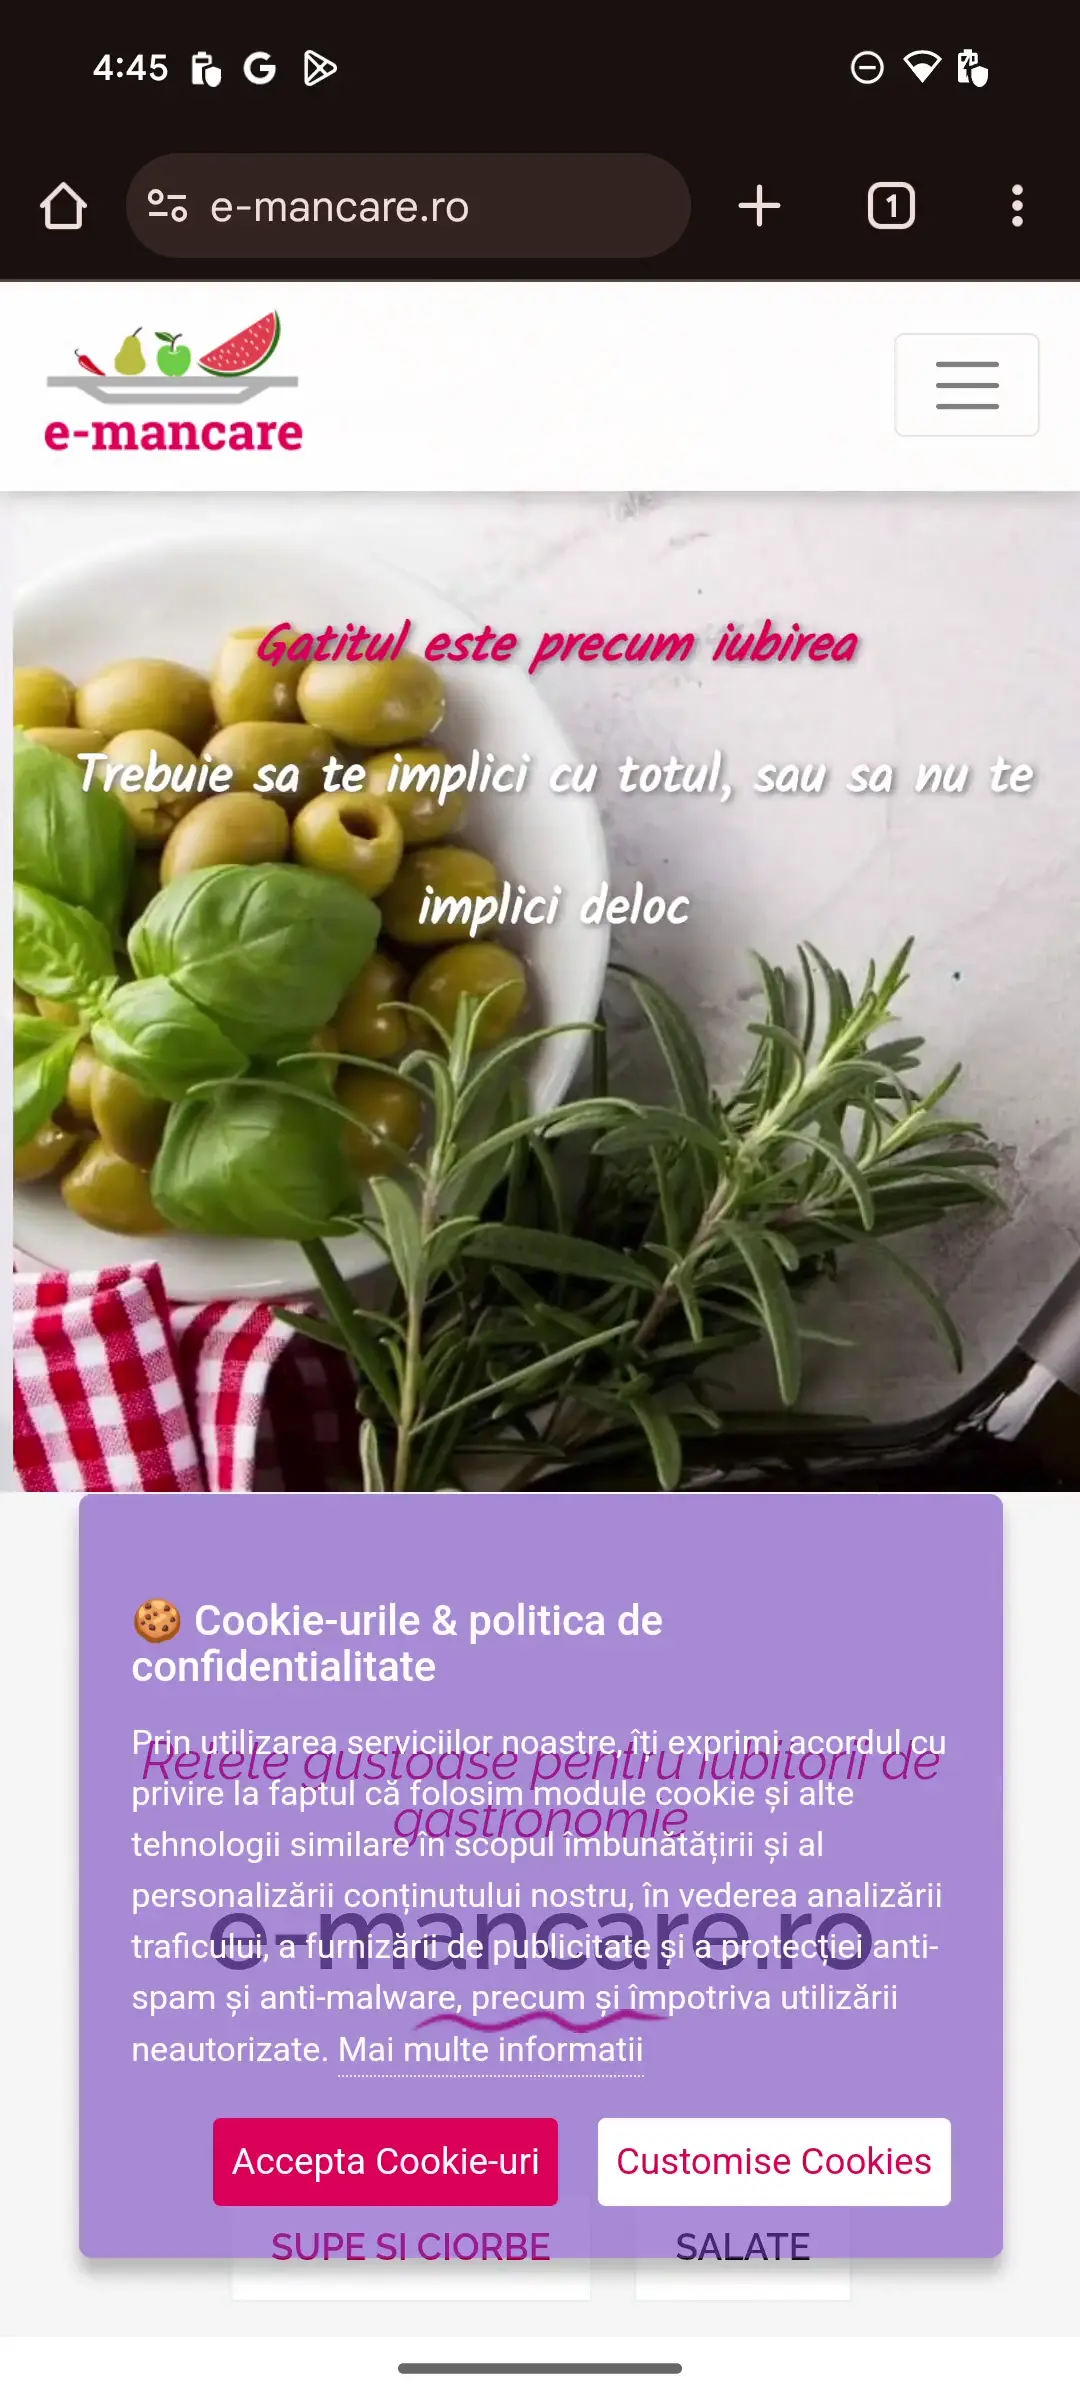 4:45
e-mancare.ro
1
e-mancare
Gatitul este precum iubirea
Trebuie sa te implici cu totul, sau sa nu te
implici deloc
🍪 Cookie-urile & politica de
confidentialitate
Prin utilizarea serviciilor noastre, îți exprimi acordul cu
privire la faptul că folosim module cookie și alte
tehnologii similare în scopul îmbunătățirii și al
personalizării conținutului nostru, în vederea analizării
traficului, a furnizării de publicitate și a protecției anti-
spam și anti-malware, precum și împotriva utilizării
neautorizate. Mai multe informatii
Retete gustoase pentru iubitorii de
gastronomie
e-mancare.ro
Accepta Cookie-uri
Customise Cookies
SUPE SI CIORBE
SALATE